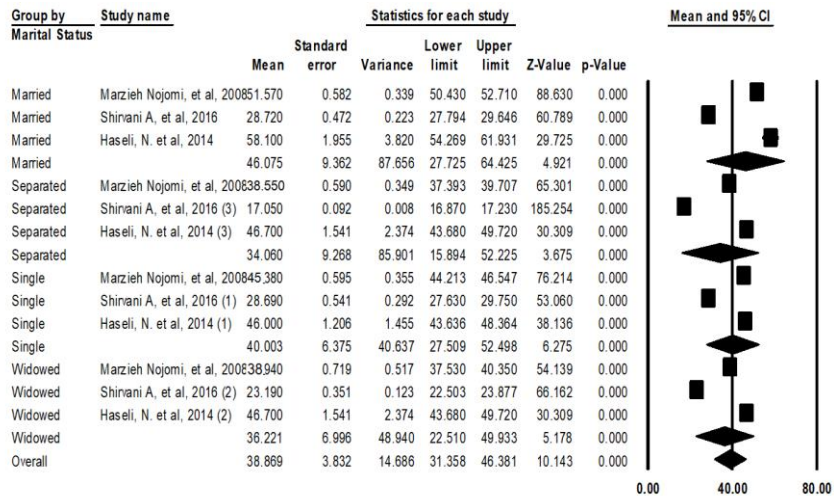 Group by Study name Statistics for each study Mean and 95% CI
Marital Status
Standard Lower Upper
Mean error Variance limit limit Z-Value p-Value
Married Marzieh Nojomi, et al, 200851.570 0.582 0.339 50.430 52.710 88.630 0.000
Married Shirvani A, et al, 2016 28.720 0.472 0.223 27.794 29.646 60.789 0.000
Married Haseli, N. et al, 2014 58.100 1.955 3.820 54.269 61.931 29.725 0.000
Married 46.075 9.362 87.656 27.725 64.425 4.921 0.000
Separated Marzieh Nojomi, et al, 200838.550 0.590 0.349 37.393 39.707 65.301 0.000
Separated Shirvani A, et al, 2016 (3) 17.050 0.092 0.008 16.870 17.230 185.254 0.000
Separated Haseli, N. et al, 2014 (3) 46.700 1.541 2.374 43.680 49.720 30.309 0.000
Separated 34.060 9.268 85.901 15.894 52.225 3.675 0.000
Single Marzieh Nojomi, et al, 200845.380 0.595 0.355 44.213 46.547 76.214 0.000
Single Shirvani A, et al, 2016 (1) 28.690 0.541 0.292 27.630 29.750 53.060 0.000
Single Haseli, N. et al, 2014 (1) 46.000 1.206 1.455 43.636 48.364 38.136 0.000
Single 40.003 6.375 40.637 27.509 52.498 6.275 0.000
Widowed Marzieh Nojomi, et al, 200838.940 0.719 0.517 37.530 40.350 54.139 0.000
Widowed Shirvani A, et al, 2016 (2) 23.190 0.351 0.123 22.503 23.877 66.162 0.000
Widowed Haseli, N. et al, 2014 (2) 46.700 1.541 2.374 43.680 49.720 30.309 0.000
Widowed 36.221 6.996 48.940 22.510 49.933 5.178 0.000
Overall 38.869 3.832 14.686 31.358 46.381 10.143 0.000
0.00 40.00 80.00